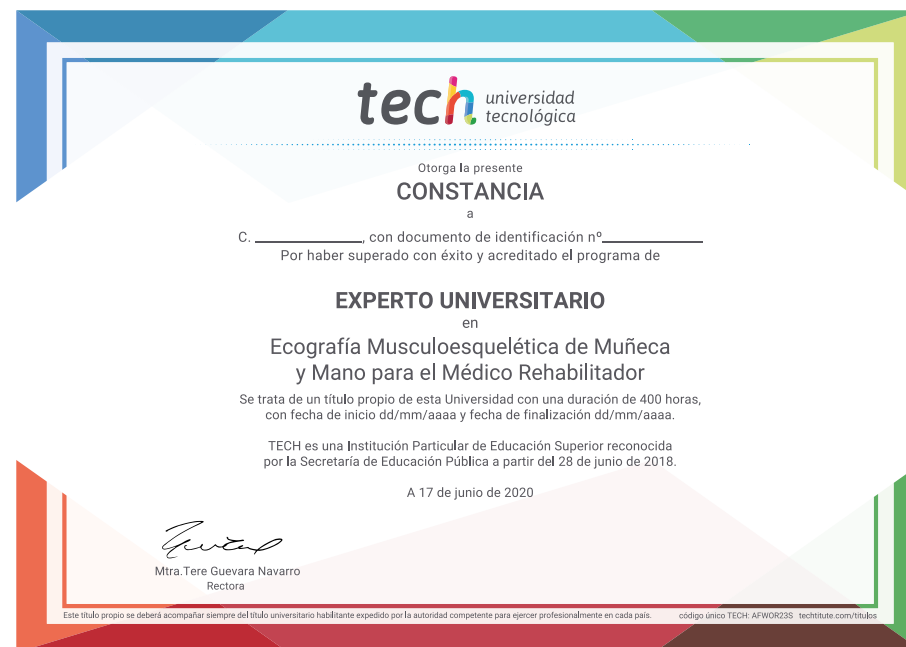 tech universidad
tecnológica
Otorga la presente
CONSTANCIA
a
C. ______________, con documento de identificación nº______________
Por haber superado con éxito y acreditado el programa de
EXPERTO UNIVERSITARIO
en
Ecografía Musculoesquelética de Muñeca
y Mano para el Médico Rehabilitador
Se trata de un título propio de esta Universidad con una duración de 400 horas,
con fecha de inicio dd/mm/aaaa y fecha de finalización dd/mm/aaaa.
TECH es una Institución Particular de Educación Superior reconocida
por la Secretaría de Educación Pública a partir del 28 de junio de 2018.
A 17 de junio de 2020
Mtra.Tere Guevara Navarro
Rectora
Este título propio se deberá acompañar siempre del título universitario habilitante expedido por la autoridad competente para ejercer profesionalmente en cada país. código único TECH: AFWOR23S techtitute.com/titulos